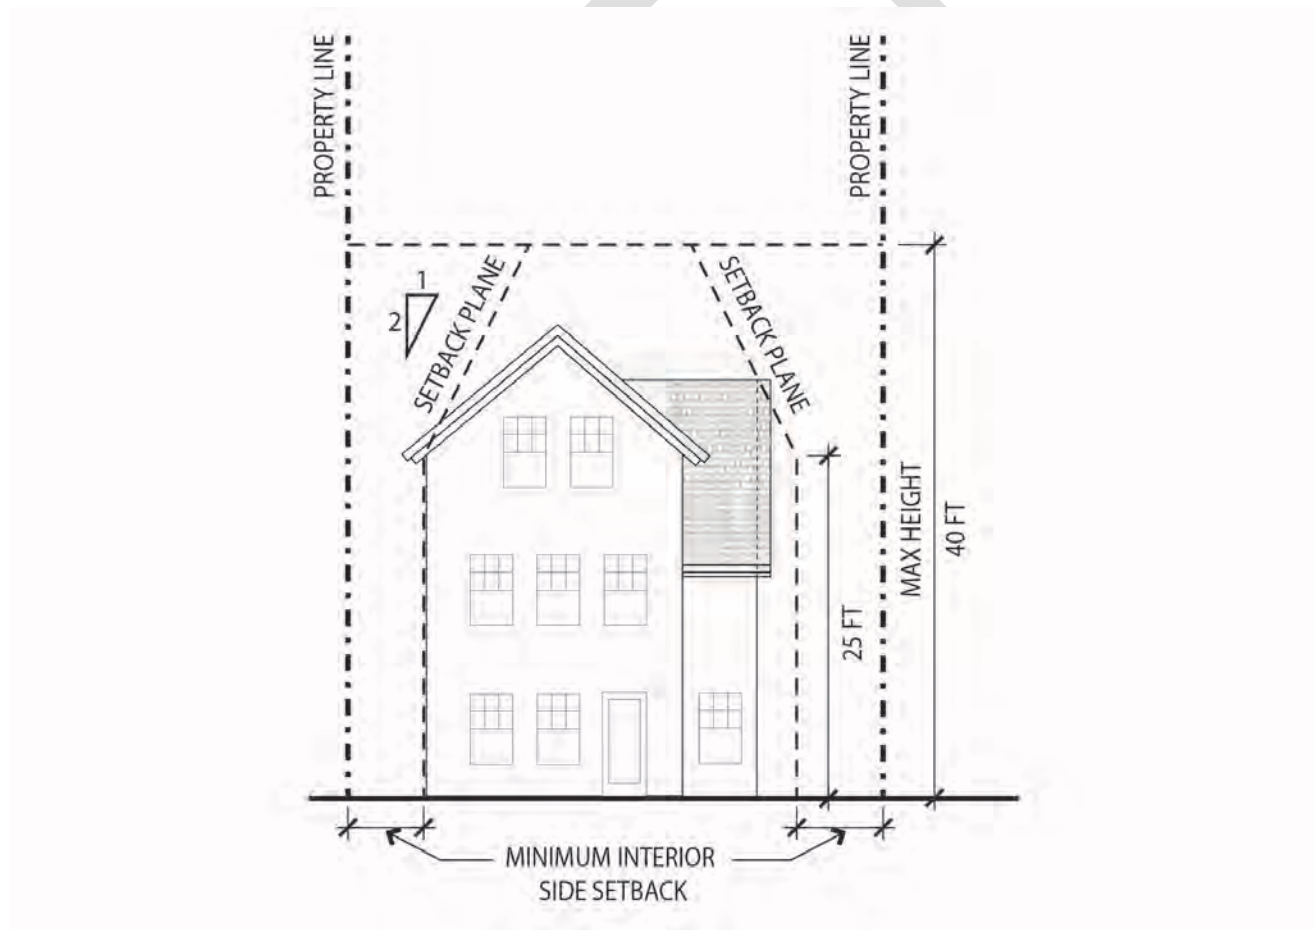 PROPERTY LINE
PROPERTY LINE
SETBACK PLANE
SETBACK PLANE
1
2
MAX HEIGHT
40 FT
25 FT
MINIMUM INTERIOR
SIDE SETBACK